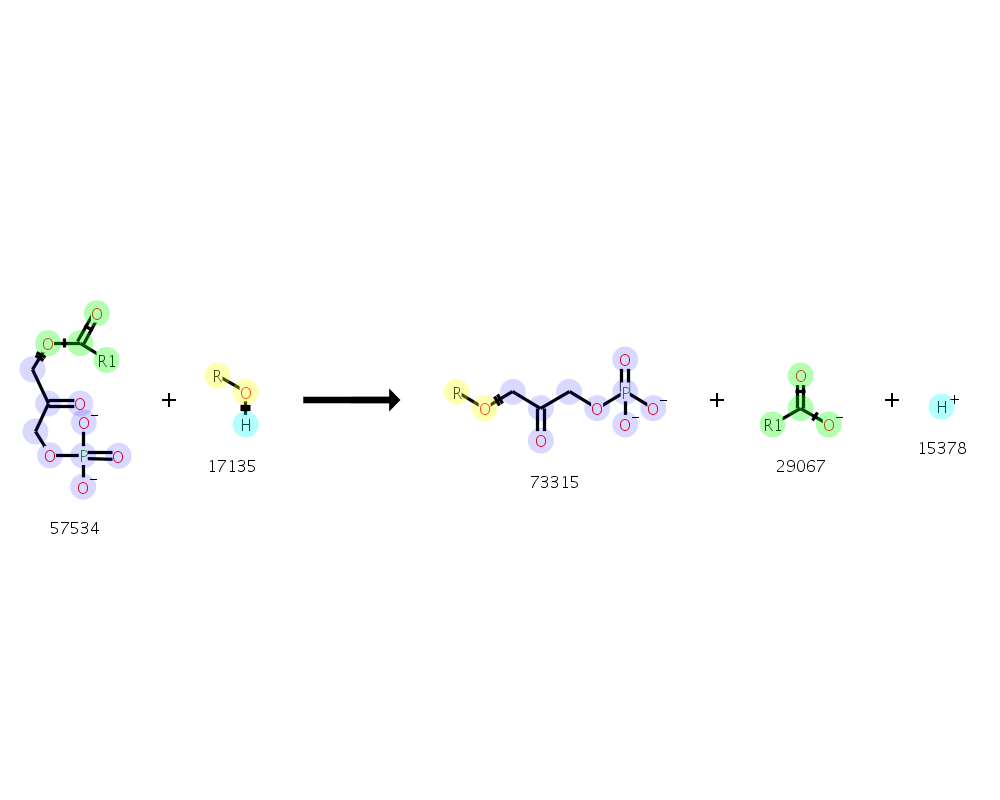 O
O R1
O
O⁻
O P O
O⁻
57534
+
R
O
H
17135
R O O O P O O⁻
O⁻
73315
+
O
R1 O⁻
29067
+
H⁺
15378